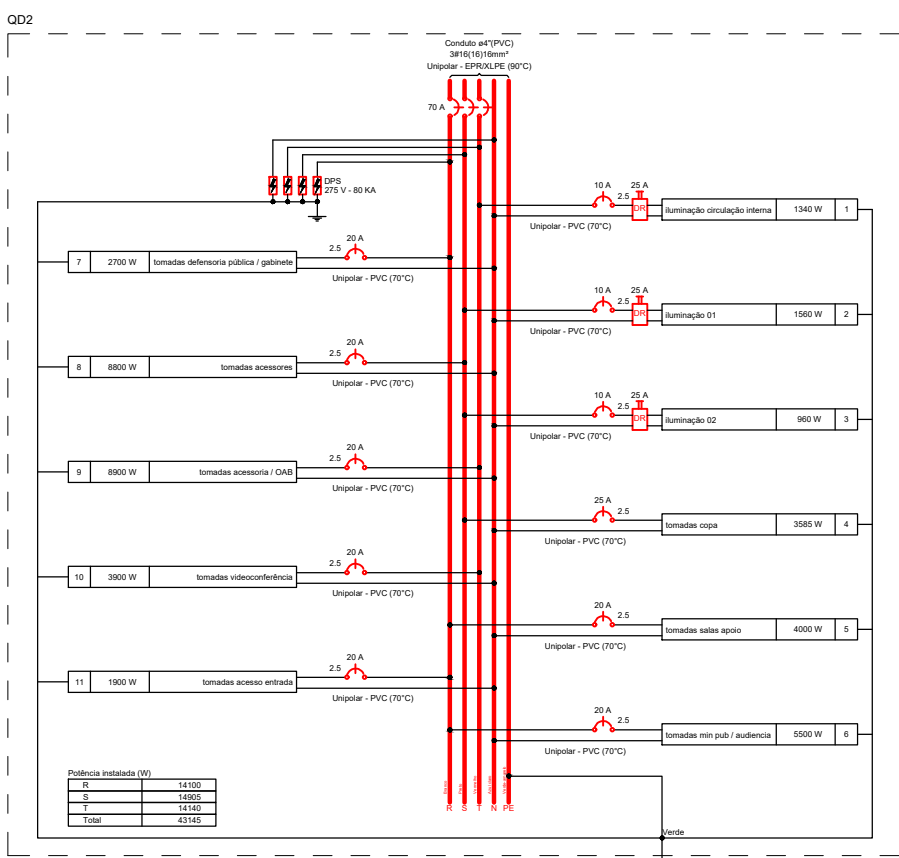 QD2
Conduto ø4"(PVC)
3#16(16)16mm²
Unipolar - EPR/XLPE (90°C)
70 A
DPS
275 V - 80 KA
10 A 25 A
2.5
DR
iluminação circulação interna 1340 W 1
Unipolar - PVC (70°C)
20 A
2.5
7 2700 W tomadas defensoria pública / gabinete
Unipolar - PVC (70°C)
10 A 25 A
2.5
DR
iluminação 01 1560 W 2
Unipolar - PVC (70°C)
20 A
2.5
8 8800 W tomadas acessores
Unipolar - PVC (70°C)
10 A 25 A
2.5
DR
iluminação 02 960 W 3
Unipolar - PVC (70°C)
20 A
2.5
9 8900 W tomadas acessoria / OAB
Unipolar - PVC (70°C)
25 A
2.5
tomadas copa 3585 W 4
Unipolar - PVC (70°C)
20 A
2.5
10 3900 W tomadas videoconferência
Unipolar - PVC (70°C)
20 A
2.5
tomadas salas apoio 4000 W 5
Unipolar - PVC (70°C)
20 A
2.5
11 1900 W tomadas acesso entrada
Unipolar - PVC (70°C)
20 A
2.5
tomadas min pub / audiencia 5500 W 6
Unipolar - PVC (70°C)
Potência instalada (W)
R 14100
S 14905
T 14140
Total 43145
R S T N PE
Verde